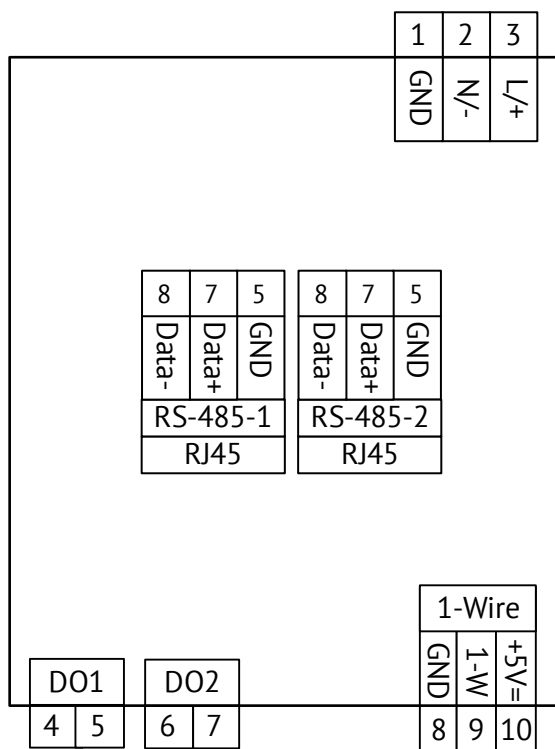 1 2 3
GND N/- L/+
8 7 5 8 7 5
Data- Data+ GND Data- Data+ GND
RS-485-1 RS-485-2
RJ45 RJ45
1-Wire
GND 1-W +5V=
DO1 DO2
4 5 6 7 8 9 10